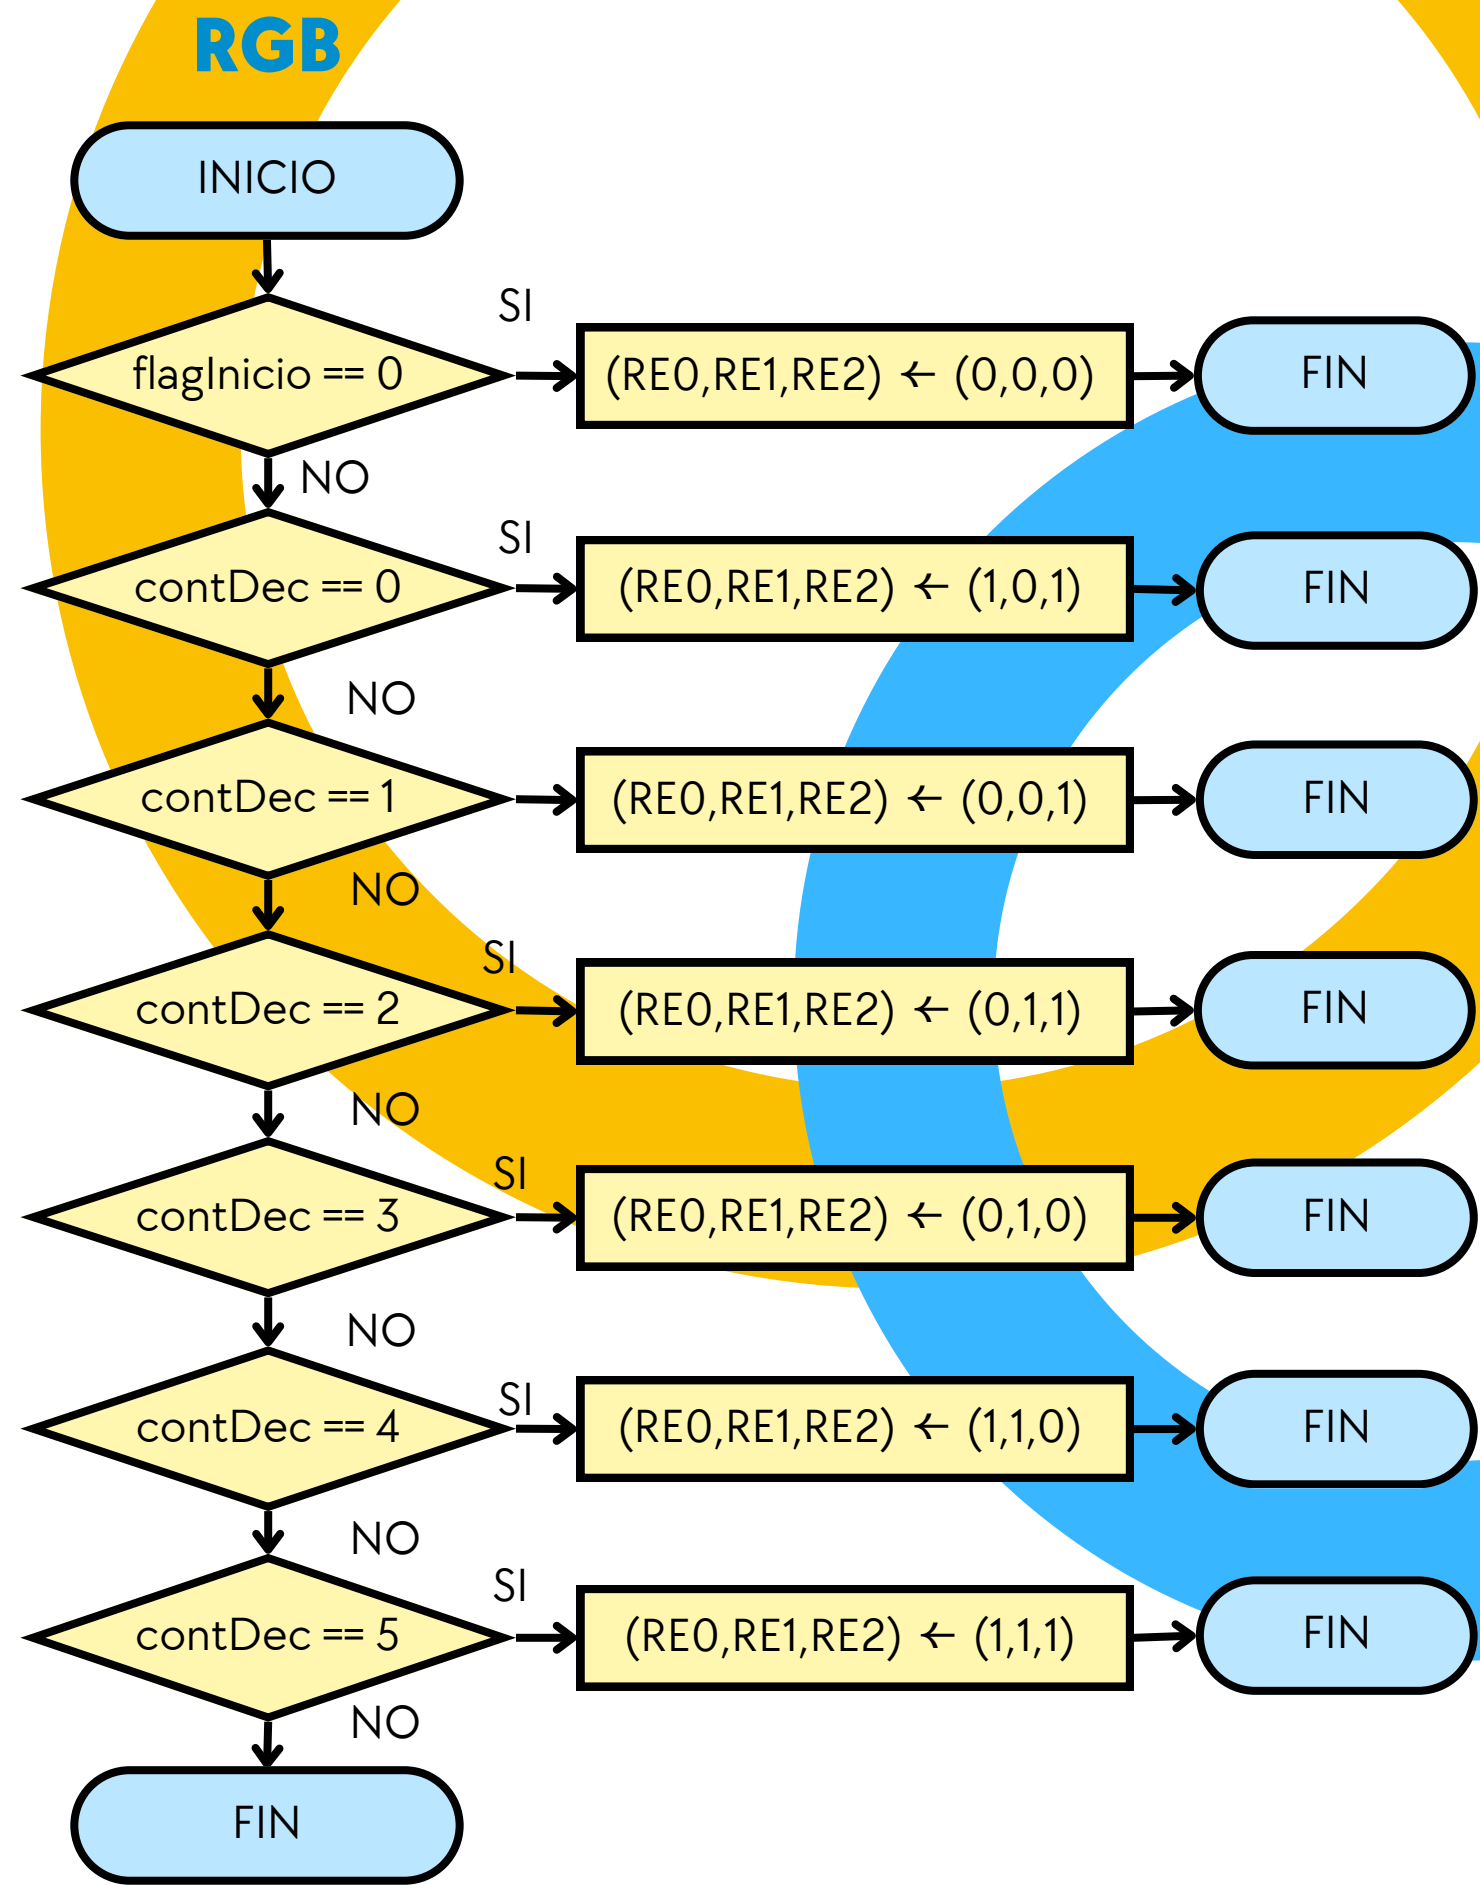 RGB
INICIO
SI
flagInicio == 0
(RE0,RE1,RE2) ← (0,0,0)
FIN
NO
SI
contDec == 0
(RE0,RE1,RE2) ← (1,0,1)
FIN
NO
contDec == 1
(RE0,RE1,RE2) ← (0,0,1)
FIN
NO
SI
contDec == 2
(RE0,RE1,RE2) ← (0,1,1)
FIN
NO
SI
contDec == 3
(RE0,RE1,RE2) ← (0,1,0)
FIN
NO
SI
contDec == 4
(RE0,RE1,RE2) ← (1,1,0)
FIN
NO
SI
contDec == 5
(RE0,RE1,RE2) ← (1,1,1)
FIN
NO
FIN